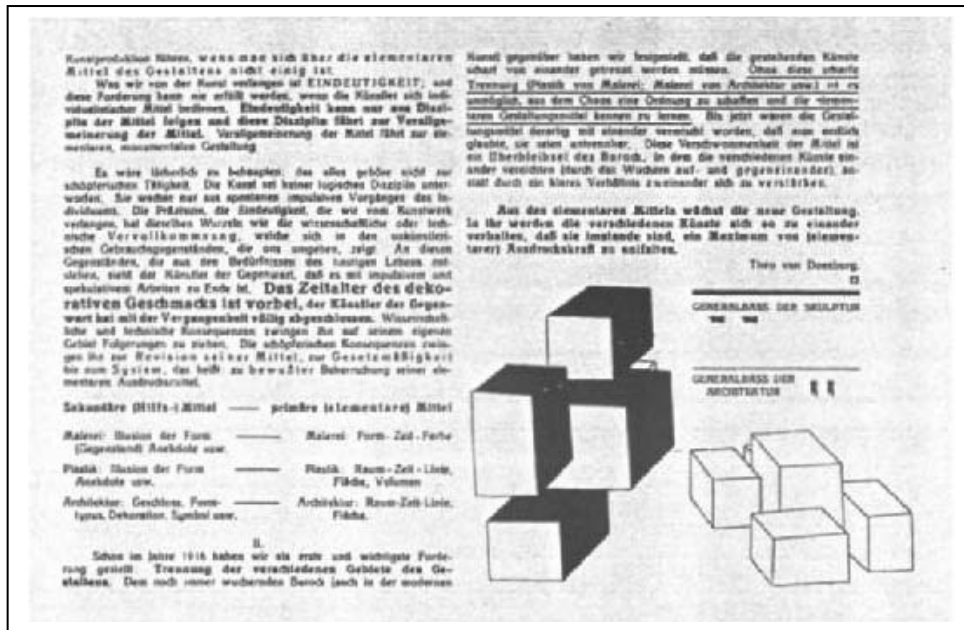 Kunstproduktion führen, wenn man sich über die elementaren
Mittel des Gestaltens nicht einig ist.
Was wir von der Kunst verlangen ist EINDEUTIGKEIT; und
diese Forderung kann nie erfüllt werden, wenn die Künstler sich indi-
vidualistischer Mittel bedienen. Eindeutigkeit kann nur aus Diszi-
plin der Mittel folgen und diese Disziplin führt zur Verallge-
meinerung der Mittel. Verallgemeinerung der Mittel führt zur ele-
mentaren, monumentalen Gestaltung.
Es wäre lächerlich zu behaupten; das alles gehöre nicht zur
schöpferischen Tätigkeit. Die Kunst sei keiner logischen Disziplin unter-
worfen. Sie wachse nur aus spontanen impulsiven Vorgängen des In-
dividuums. Die Präzision, die Eindeutigkeit, die wir vom Kunstwerk
verlangen, hat dieselben Wurzeln wie die wissenschaftliche oder tech-
nische Vervollkommnung, welche sich in den unkünstleri-
schen Gebrauchsgegenständen die uns umgeben, zeigt. An diesen
Gegenständen, die aus den Bedürfnissen des heutigen Lebens ent-
stehen, sieht der Künstler der Gegenwart, daß es mit impulsivem und
spekulativem Arbeiten zu Ende ist. Das Zeitalter des deko-
rativen Geschmacks ist vorbei, der Künstler der Gegen-
wart hat mit der Vergangenheit völlig abgeschlossen. Wissenschaft-
liche und technische Konsequenzen zwingen ihn auf seinem eigenen
Gebiet Folgerungen zu ziehen. Die schöpferischen Konsequenzen zwin-
gen ihn zur Revision seiner Mittel, zur Gesetzmäßigkeit
bis zum System, das heißt zu bewußter Beherrschung seiner ele-
mentaren Ausdrucksmittel.
Sekundäre (Hilfs-) Mittel — primäre (elementare) Mittel
Malerei: Illusion der Form — Malerei: Form-Zeit-Farbe
(Gegenstand) Anekdote usw.
Plastik: Illusion der Form — Plastik: Raum-Zeit-Linie,
Anekdote usw. Fläche, Volumen
Architektur: Geschloss. Form- — Architektur: Raum-Zeit-Linie,
typus, Dekoration, Symbol usw. Fläche.
II.
Schon im Jahre 1916 haben wir als erste und wichtigste Forde-
rung gestellt: Trennung der verschiedenen Gebiete des Ge-
staltens. Dem noch immer wuchernden Barock (auch in der modernen
Kunst) gegenüber haben wir festgestellt, daß die gestaltenden Künste
scharf von einander getrennt werden müssen. Ohne diese scharfe
Trennung (Plastik von Malerei; Malerei von Architektur usw.) ist es
unmöglich, aus dem Chaos eine Ordnung zu schaffen und die elemen-
taren Gestaltungsmittel kennen zu lernen. Bis jetzt waren die Gestal-
tungsmittel derartig mit einander vermischt worden, daß man endlich
glaubte, sie seien untrennbar. Diese Verschwommenheit der Mittel ist
ein Überbleibsel des Barock, in dem die verschiedenen Künste ein-
ander vernichten (durch das Wuchern auf- und gegeneinander), an-
statt durch ein klares Verhältnis zueinander sich zu verstärken.
Aus den elementaren Mitteln wächst die neue Gestaltung.
In ihr werden die verschiedenen Künste sich so zu einander
verhalten, daß sie imstande sind, ein Maximum von (elemen-
tarer) Ausdruckskraft zu entfalten.
Theo van Doesburg.
GENERALBASS DER SKULPTUR
GENERALBASS DER
ARCHITEKTUR